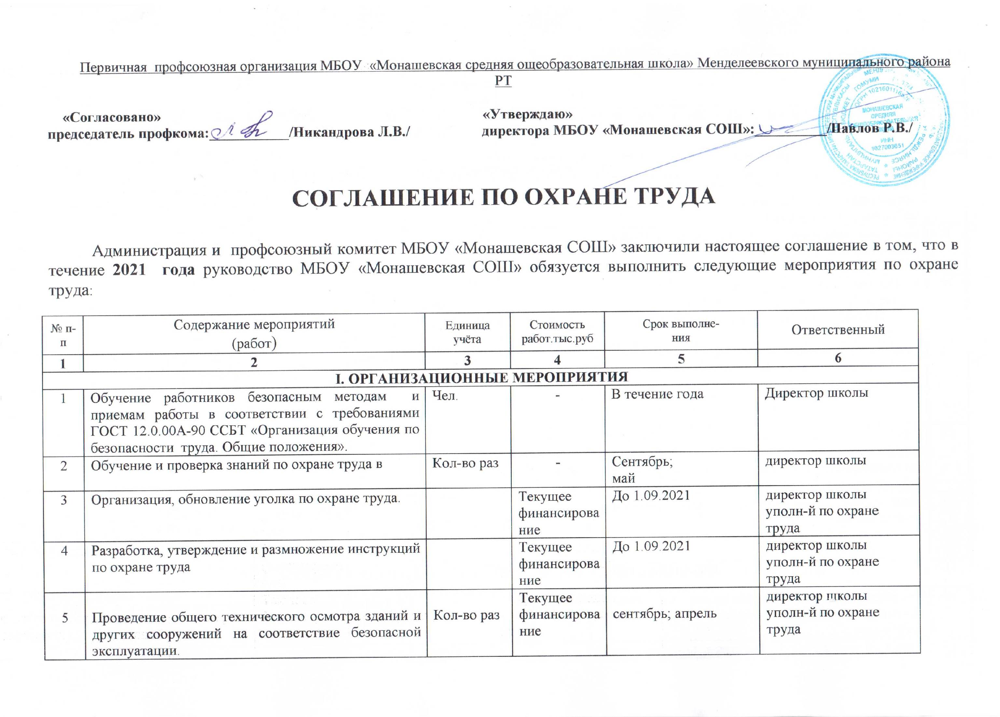 Первичная профсоюзная организация МБОУ «Монашевская средняя ощеобразовательная школа» Менделеевского муниципального района
РТ
«Согласовано»
«Утверждаю»
председатель профкома:____________/Никандрова Л.В./
директора МБОУ «Монашевская СОШ»:___________/Павлов Р.В./
МОНАШЕВСКАЯ
СРЕДНЯЯ
ИНН
1627003651
СОГЛАШЕНИЕ ПО ОХРАНЕ ТРУДА
Администрация и профсоюзный комитет МБОУ «Монашевская СОШ» заключили настоящее соглашение в том, что в
течение 2021 года руководство МБОУ «Монашевская СОШ» обязуется выполнить следующие мероприятия по охране
труда:
№ п-
п
Содержание мероприятий
(работ)
Единица
учёта
Стоимость
работ.тыс.руб
Срок выполне-
ния
Ответственный
1 2 3 4 5 6
I. ОРГАНИЗАЦИОННЫЕ МЕРОПРИЯТИЯ
1
Обучение работников безопасным методам и
приемам работы в соответствии с требованиями
ГОСТ 12.0.00А-90 ССБТ «Организация обучения по
безопасности труда. Общие положения».
Чел.
-
В течение года
Директор школы
2
Обучение и проверка знаний по охране труда в
Кол-во раз
-
Сентябрь;
май
директор школы
3
Организация, обновление уголка по охране труда.
Текущее
финансирова
ние
До 1.09.2021
директор школы
уполн-й по охране
труда
4
Разработка, утверждение и размножение инструкций
по охране труда
Текущее
финансирова
ние
До 1.09.2021
директор школы
уполн-й по охране
труда
5
Проведение общего технического осмотра зданий и
других сооружений на соответствие безопасной
эксплуатации.
Кол-во раз
Текущее
финансирова
ние
сентябрь; апрель
директор школы
уполн-й по охране
труда